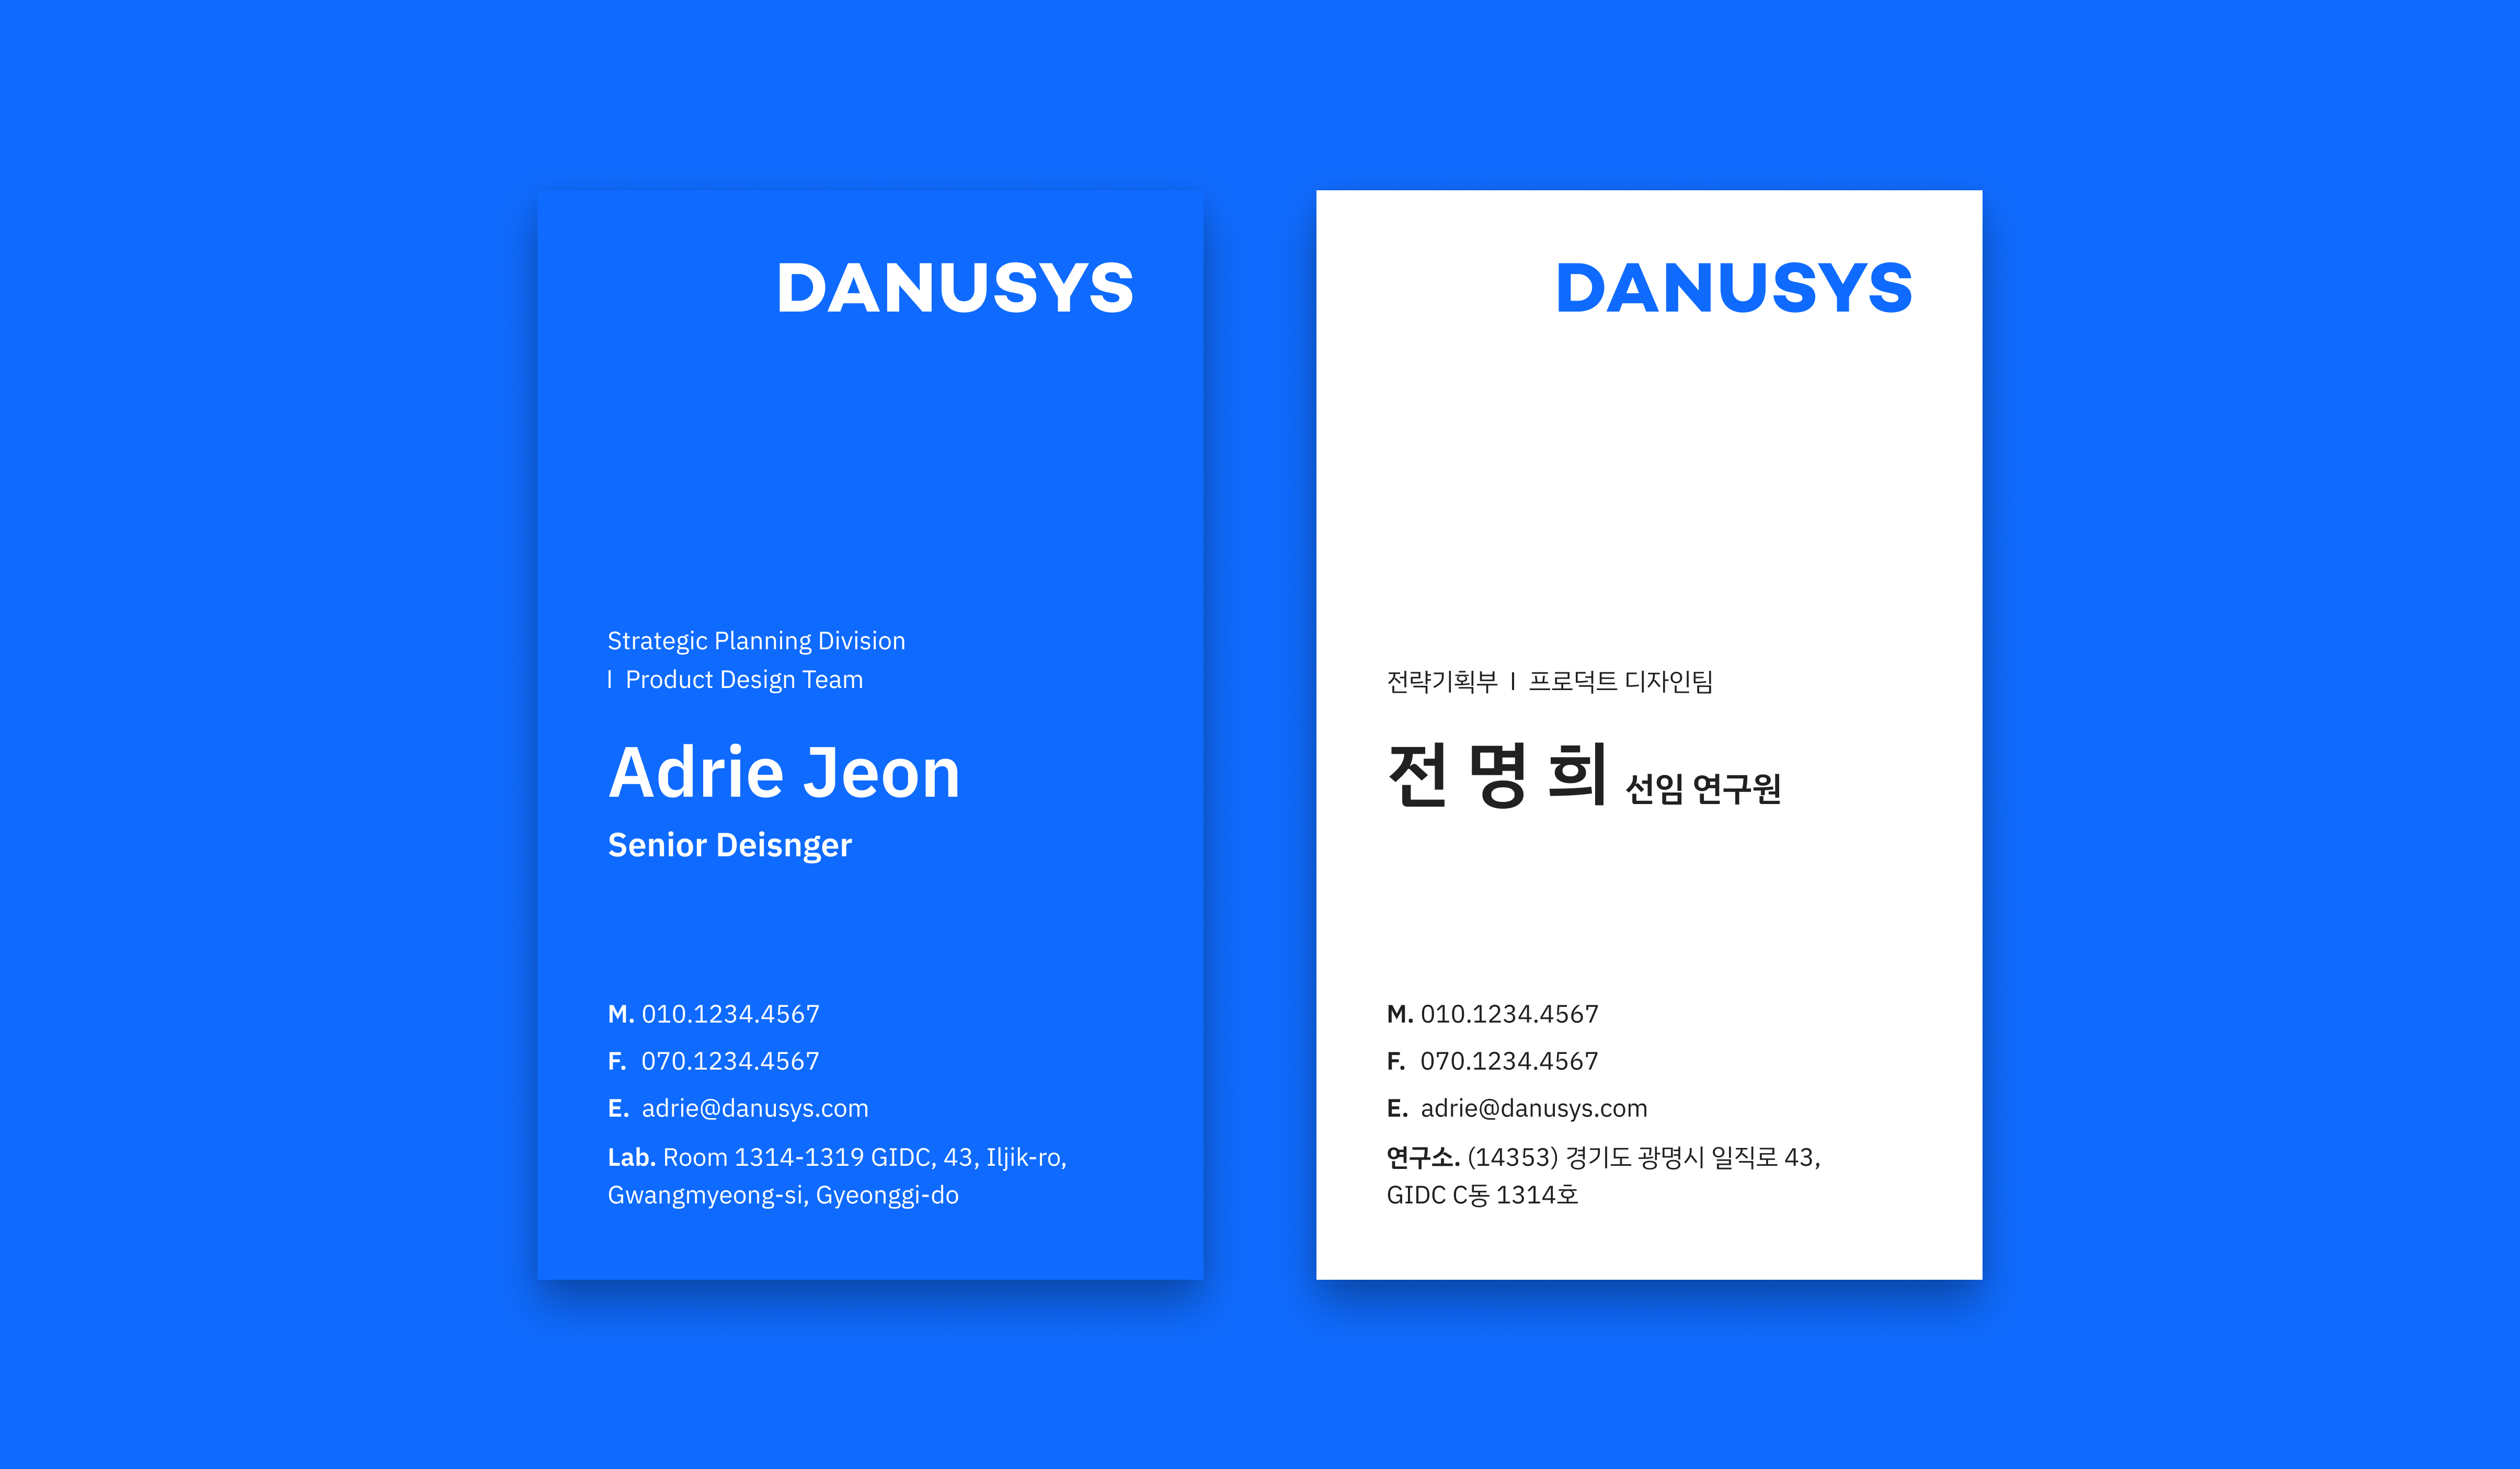 DANUSYS
Strategic Planning Division
l Product Design Team
Adrie Jeon
Senior Deisnger
M. 010.1234.4567
F. 070.1234.4567
E. adrie@danusys.com
Lab. Room 1314-1319 GIDC, 43, Iljik-ro,
Gwangmyeong-si, Gyeonggi-do
DANUSYS
전략기획부 l 프로덕트 디자인팀
전 명 희 선임 연구원
M. 010.1234.4567
F. 070.1234.4567
E. adrie@danusys.com
연구소. (14353) 경기도 광명시 일직로 43,
GIDC C동 1314호